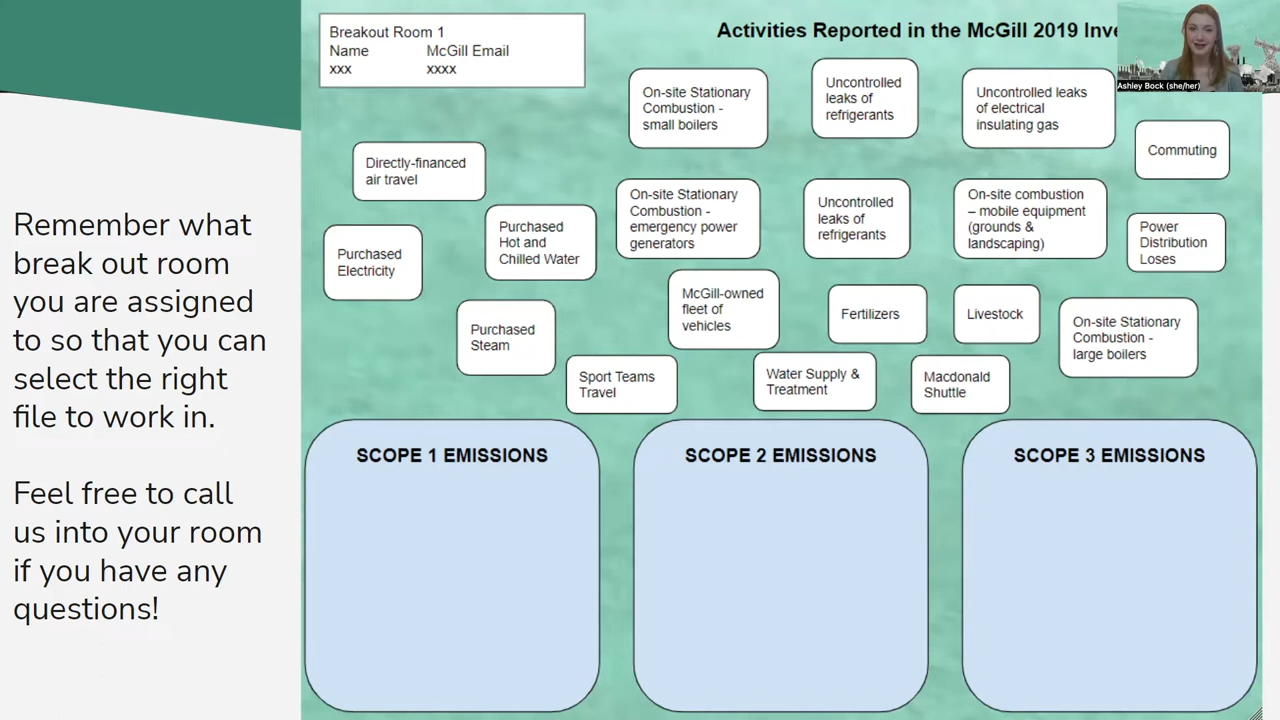 Remember what
break out room
you are assigned
to so that you can
select the right
file to work in.
Feel free to call
us into your room
if you have any
questions!
Breakout Room 1
Name McGill Email
xxx xxxx
Activities Reported in the McGill 2019 Inve
Ashley Bock (she/her)
On-site Stationary
Combustion -
small boilers
Uncontrolled
leaks of
refrigerants
Uncontrolled leaks
of electrical
insulating gas
Commuting
Directly-financed
air travel
On-site Stationary
Combustion -
emergency power
generators
Uncontrolled
leaks of
refrigerants
On-site combustion
– mobile equipment
(grounds &
landscaping)
Purchased
Hot and
Chilled Water
Power
Distribution
Loses
Purchased
Electricity
McGill-owned
fleet of
vehicles
Fertilizers
Livestock
On-site Stationary
Combustion -
large boilers
Purchased
Steam
Sport Teams
Travel
Water Supply &
Treatment
Macdonald
Shuttle
SCOPE 1 EMISSIONS
SCOPE 2 EMISSIONS
SCOPE 3 EMISSIONS